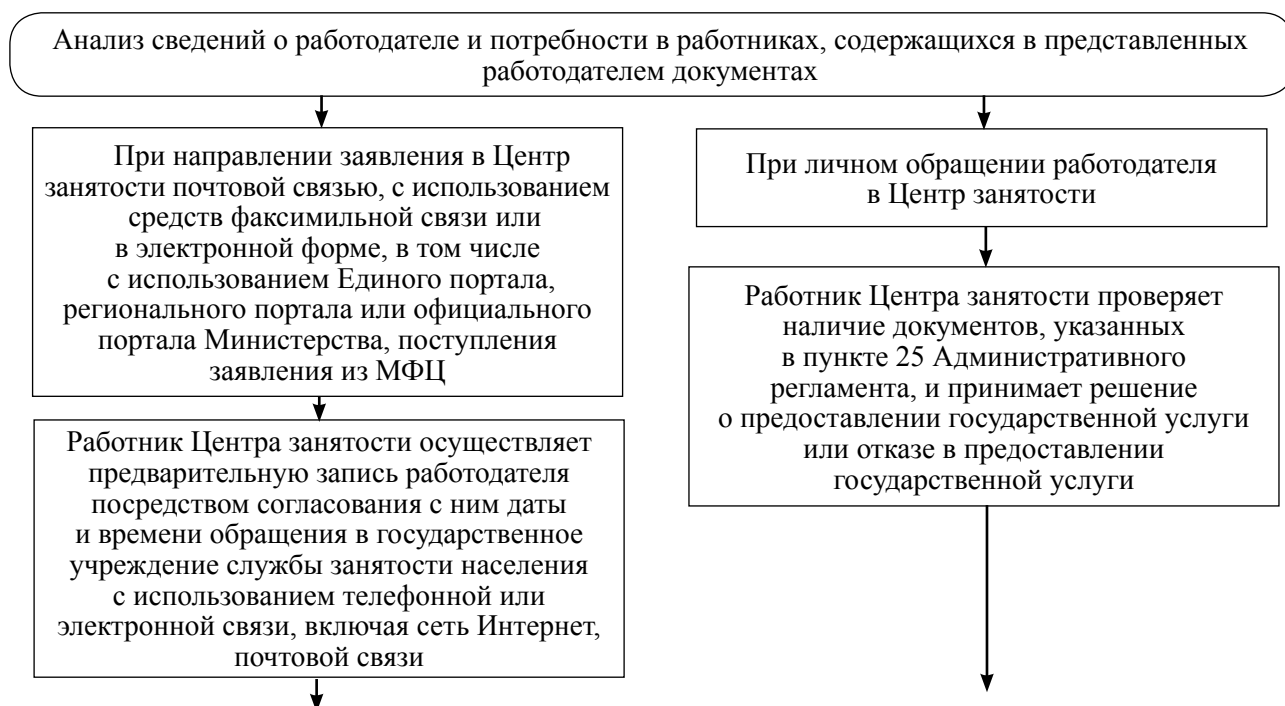 Анализ сведений о работодателе и потребности в работниках, содержащихся в представленных
работодателем документах
При направлении заявления в Центр
занятости почтовой связью, с использованием
средств факсимильной связи или
в электронной форме, в том числе
с использованием Единого портала,
регионального портала или официального
портала Министерства, поступления
заявления из МФЦ
Работник Центра занятости осуществляет
предварительную запись работодателя
посредством согласования с ним даты
и времени обращения в государственное
учреждение службы занятости населения
с использованием телефонной или
электронной связи, включая сеть Интернет,
почтовой связи
При личном обращении работодателя
в Центр занятости
Работник Центра занятости проверяет
наличие документов, указанных
в пункте 25 Административного
регламента, и принимает решение
о предоставлении государственной услуги
или отказе в предоставлении
государственной услуги